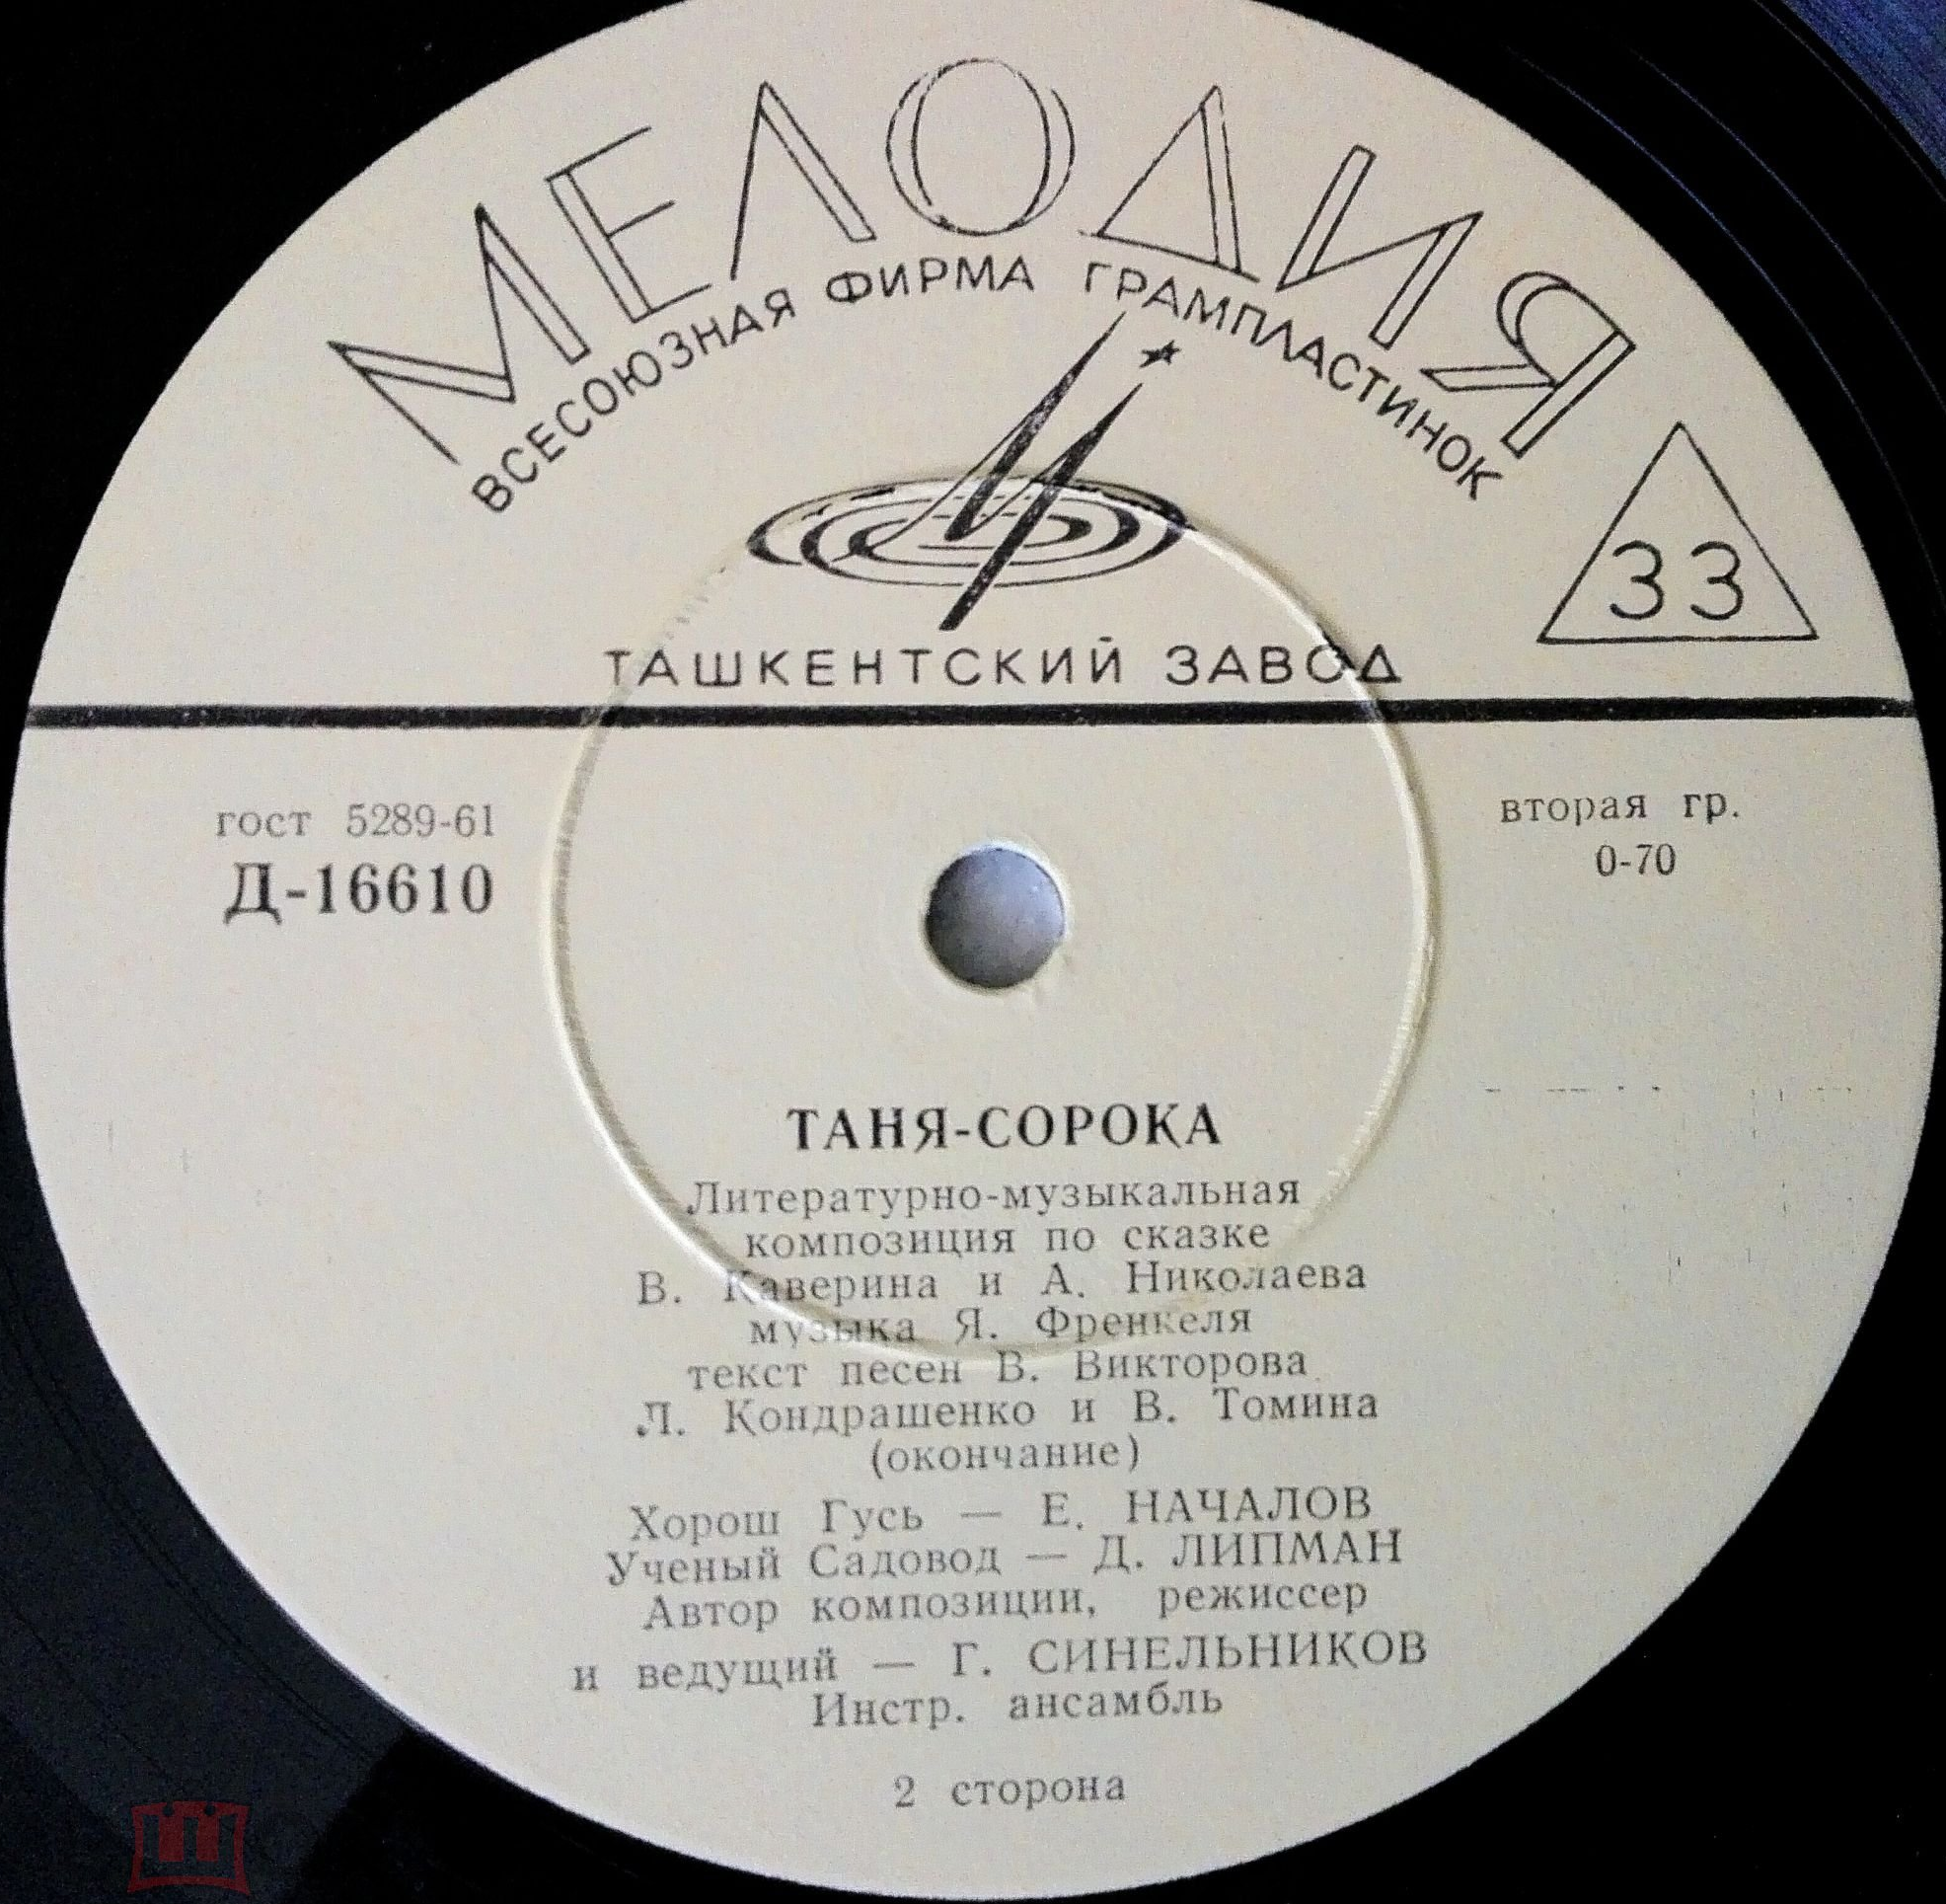 МЕЛОДИЯ
ВСЕСОЮЗНАЯ ФИРМА ГРАМПЛАСТИНОК
33
ТАШКЕНТСКИЙ ЗАВОД
гост 5289-61
Д-16610
вторая гр.
0-70
ТАНЯ-СОРОКА
Литературно-музыкальная
композиция по сказке
В. Каверина и А. Николаева
музыка Я. Френкеля
текст песен В. Викторова
Л. Кондрашенко и В. Томина
(окончание)
Хорош Гусь — Е. НАЧАЛОВ
Ученый Садовод — Д. ЛИПМАН
Автор композиции, режиссер
и ведущий — Г. СИНЕЛЬНИКОВ
Инстр. ансамбль
2 сторона